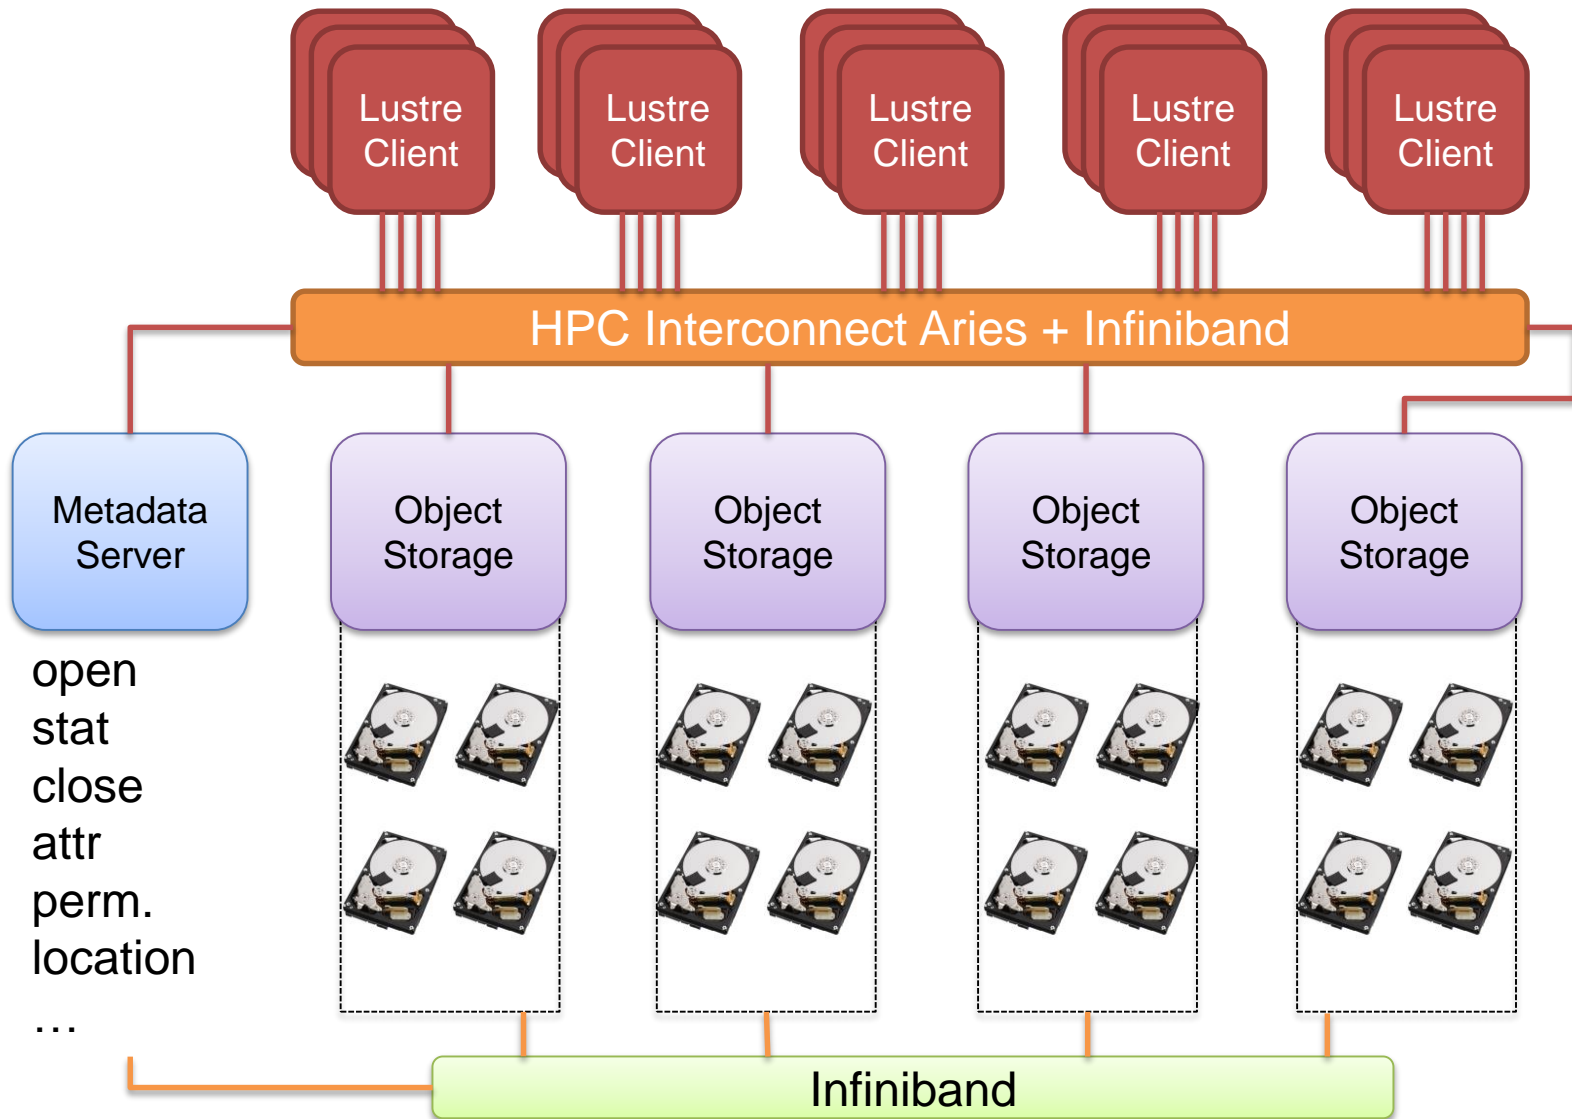 Lustre
Client
Lustre
Client
Lustre
Client
Lustre
Client
Lustre
Client
HPC Interconnect Aries + Infiniband
Metadata
Server
Object
Storage
Object
Storage
Object
Storage
Object
Storage
open
stat
close
attr
perm.
location
…
Infiniband